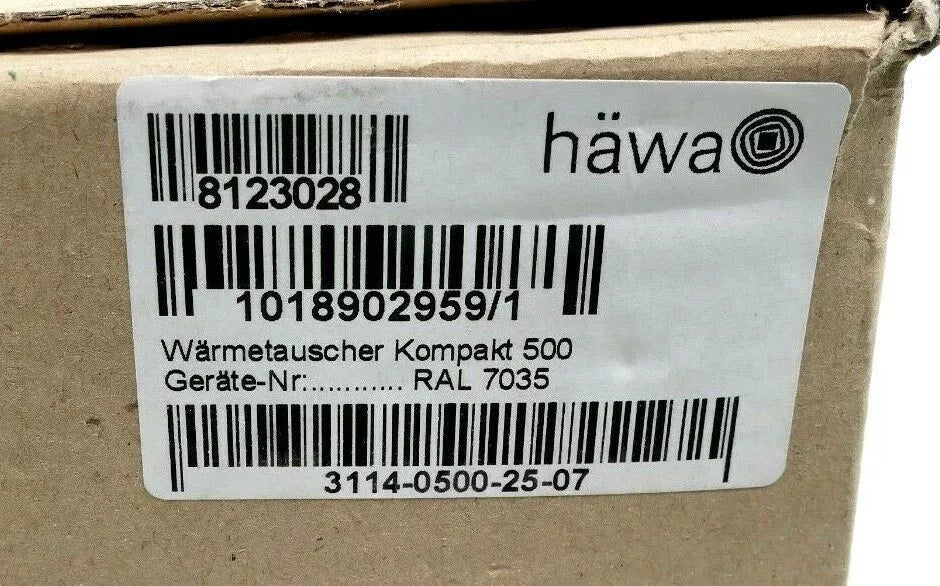 häwa
8123028
1018902959/1
Wärmetauscher Kompakt 500
Geräte-Nr:........... RAL 7035
3114-0500-25-07